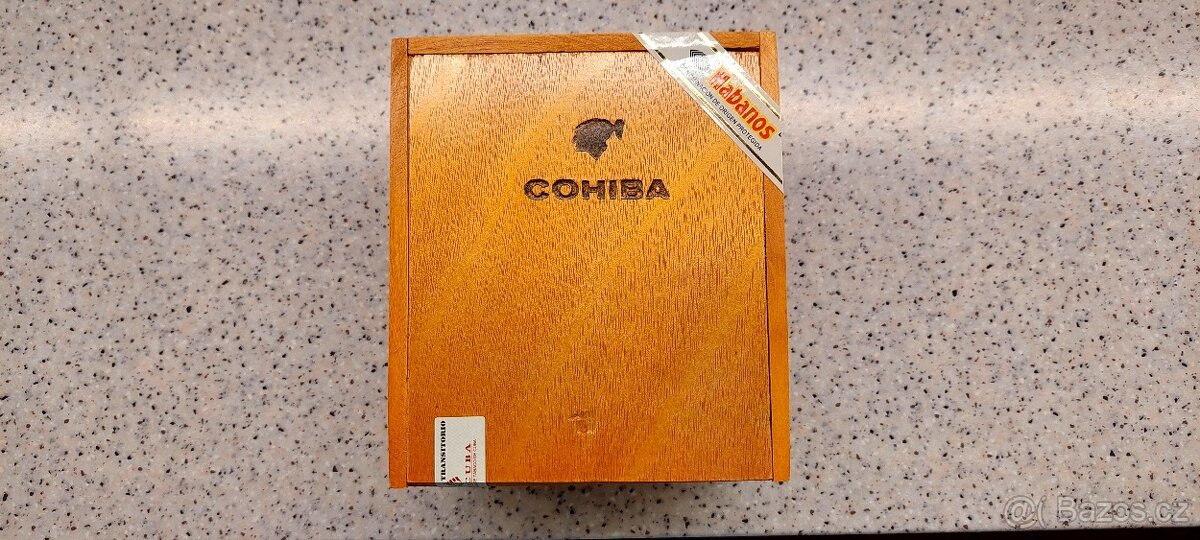 Habanos
DENOMINACIÓN DE ORIGEN PROTEGIDA
COHIBA
TRANSITORIO
CUBA
@( Bazos.cz